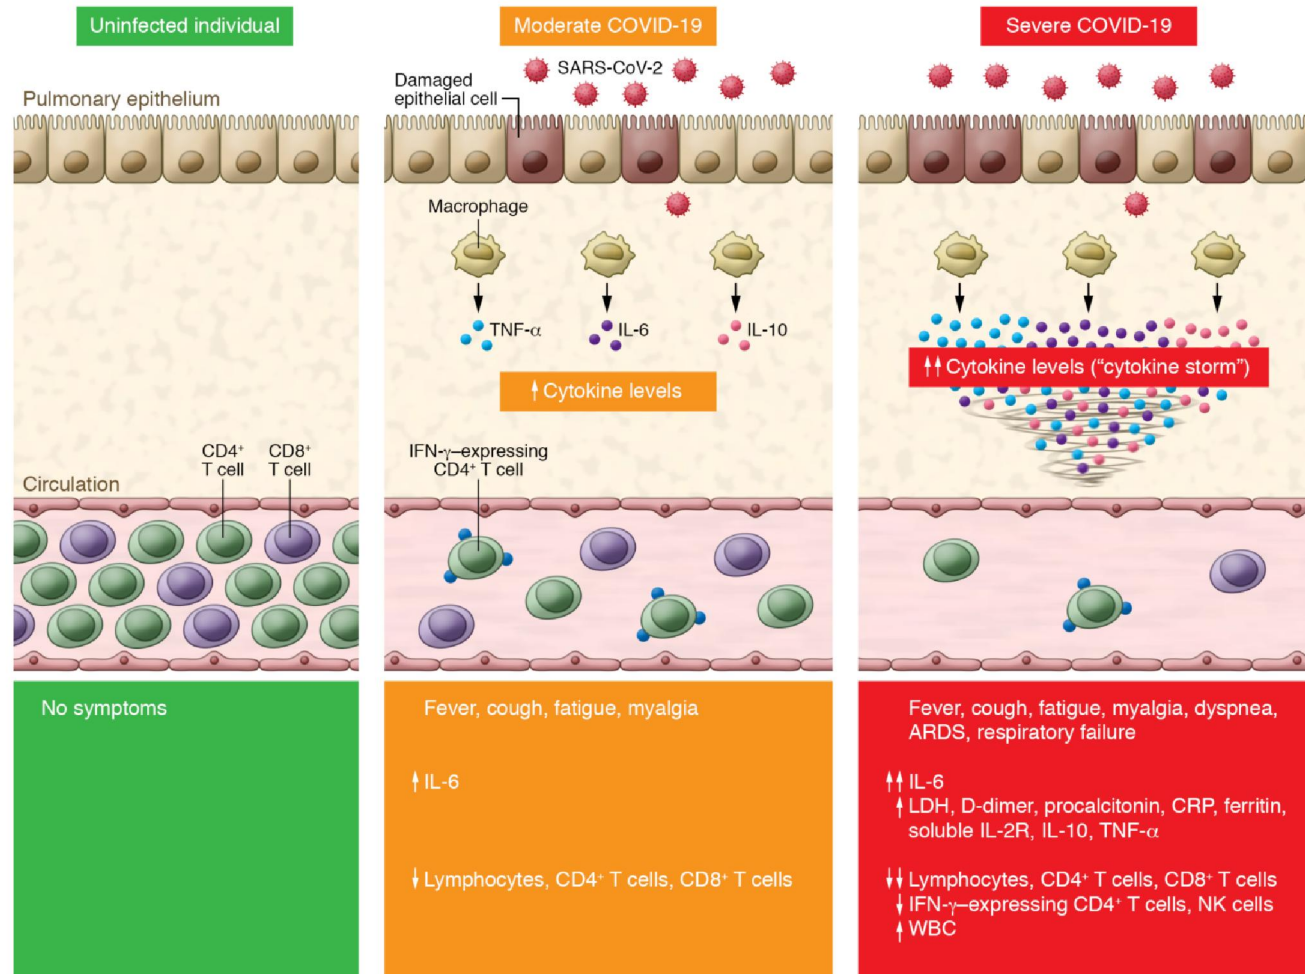 Uninfected individual
Moderate COVID-19
Severe COVID-19
SARS-CoV-2
Damaged
epithelial cell
Pulmonary epithelium
Macrophage
TNF-α
IL-6
IL-10
↑ Cytokine levels
↑↑ Cytokine levels (“cytokine storm”)
CD4⁺
T cell
CD8⁺
T cell
IFN-γ–expressing
CD4⁺ T cell
Circulation
No symptoms
Fever, cough, fatigue, myalgia
↑ IL-6
↓ Lymphocytes, CD4⁺ T cells, CD8⁺ T cells
Fever, cough, fatigue, myalgia, dyspnea,
ARDS, respiratory failure
↑↑ IL-6
↑ LDH, D-dimer, procalcitonin, CRP, ferritin,
soluble IL-2R, IL-10, TNF-α
↓↓ Lymphocytes, CD4⁺ T cells, CD8⁺ T cells
↓ IFN-γ–expressing CD4⁺ T cells, NK cells
↑ WBC